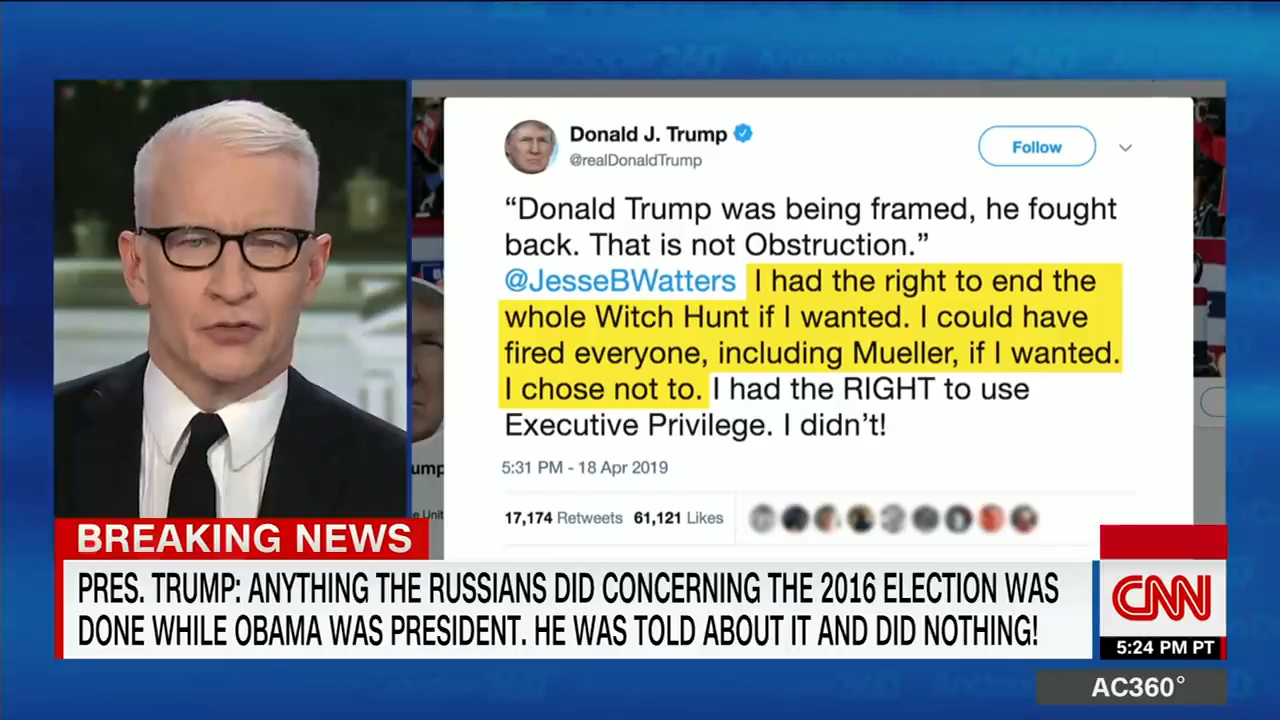 Donald J. Trump
@realDonaldTrump
Follow
“Donald Trump was being framed, he fought
back. That is not Obstruction.”
@JesseBWatters I had the right to end the
whole Witch Hunt if I wanted. I could have
fired everyone, including Mueller, if I wanted.
I chose not to. I had the RIGHT to use
Executive Privilege. I didn’t!
5:31 PM - 18 Apr 2019
17,174 Retweets 61,121 Likes
ump
e Unit
BREAKING NEWS
PRES. TRUMP: ANYTHING THE RUSSIANS DID CONCERNING THE 2016 ELECTION WAS
DONE WHILE OBAMA WAS PRESIDENT. HE WAS TOLD ABOUT IT AND DID NOTHING!
CNN
5:24 PM PT
AC360°